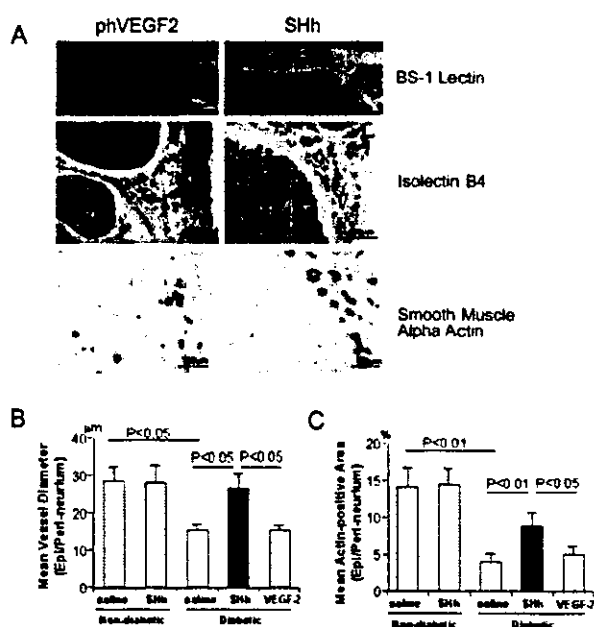 phVEGF2 SHh
A
BS-1 Lectin
Isolectin B4
Smooth Muscle
Alpha Actin
B
μm
40
30
20
10
0
Mean Vessel Diameter
(Epi/Peri-neurium)
P<0.05
P<0.05 P<0.05
saline SHh saline SHh VEGF-2
Non-diabetic Diabetic
C
%
20
15
10
5
0
Mean Actin-positive Area
(Epi/Peri-neurium)
P<0.01
P<0.01 P<0.05
saline SHh saline SHh VEGF-2
Non-diabetic Diabetic